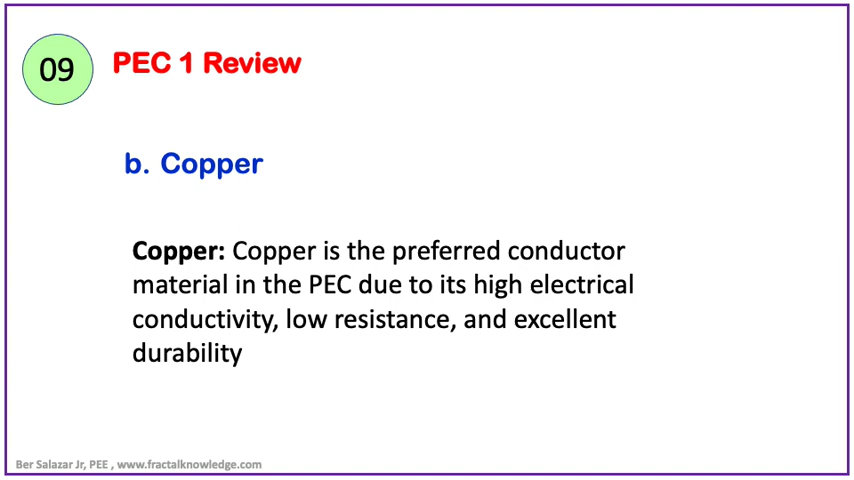 09
PEC 1 Review
b. Copper
Copper: Copper is the preferred conductor
material in the PEC due to its high electrical
conductivity, low resistance, and excellent
durability
Ber Salazar Jr, PEE , www.fractalknowledge.com